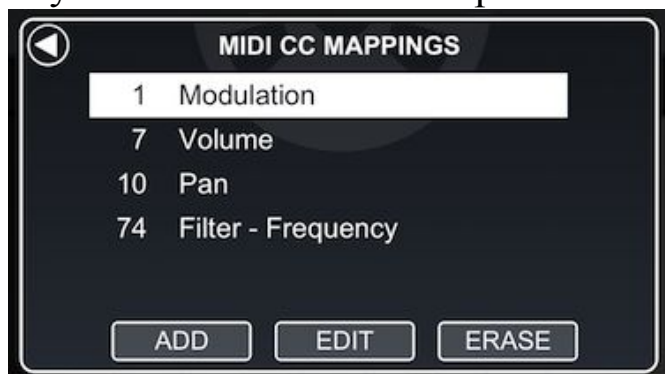 MIDI CC MAPPINGS
1 Modulation
7 Volume
10 Pan
74 Filter - Frequency
ADD EDIT ERASE